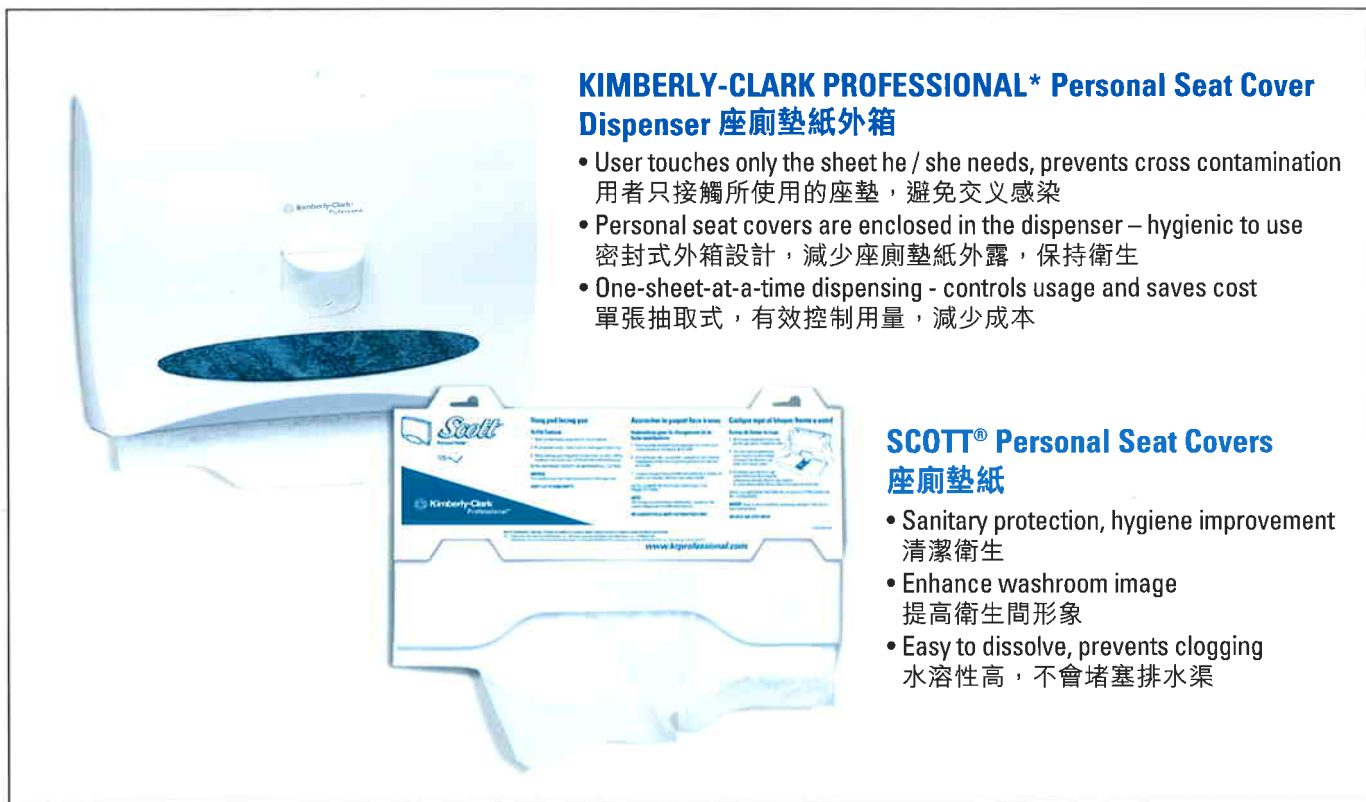 KIMBERLY-CLARK PROFESSIONAL* Personal Seat Cover
Dispenser 座廁墊紙外箱
• User touches only the sheet he / she needs, prevents cross contamination
用者只接觸所使用的座墊，避免交义感染
• Personal seat covers are enclosed in the dispenser – hygienic to use
密封式外箱設計，減少座廁墊紙外露，保持衛生
• One-sheet-at-a-time dispensing - controls usage and saves cost
單張抽取式，有效控制用量，減少成本
Kimberly-Clark
Professional
Scott
Hang pad facing you
Kimberly-Clark
Professional
www.kcprofessional.com
SCOTT® Personal Seat Covers
座廁墊紙
• Sanitary protection, hygiene improvement
清潔衛生
• Enhance washroom image
提高衛生間形象
• Easy to dissolve, prevents clogging
水溶性高，不會堵塞排水渠